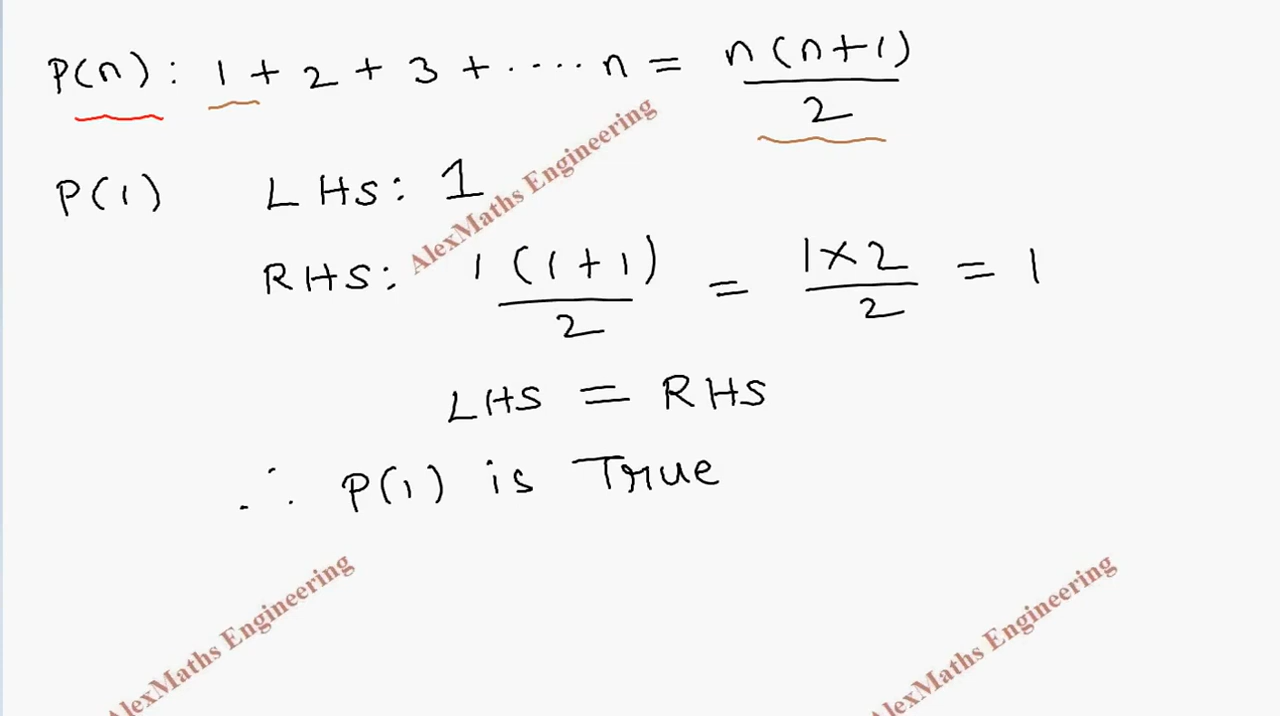 P(n): 1 + 2 + 3 + ···· n = n(n+1)/2
AlexMaths Engineering
P(1) LHS: 1
RHS: 1(1+1)/2 = 1×2/2 = 1
LHS = RHS
∴ P(1) is True
AlexMaths Engineering
AlexMaths Engineering